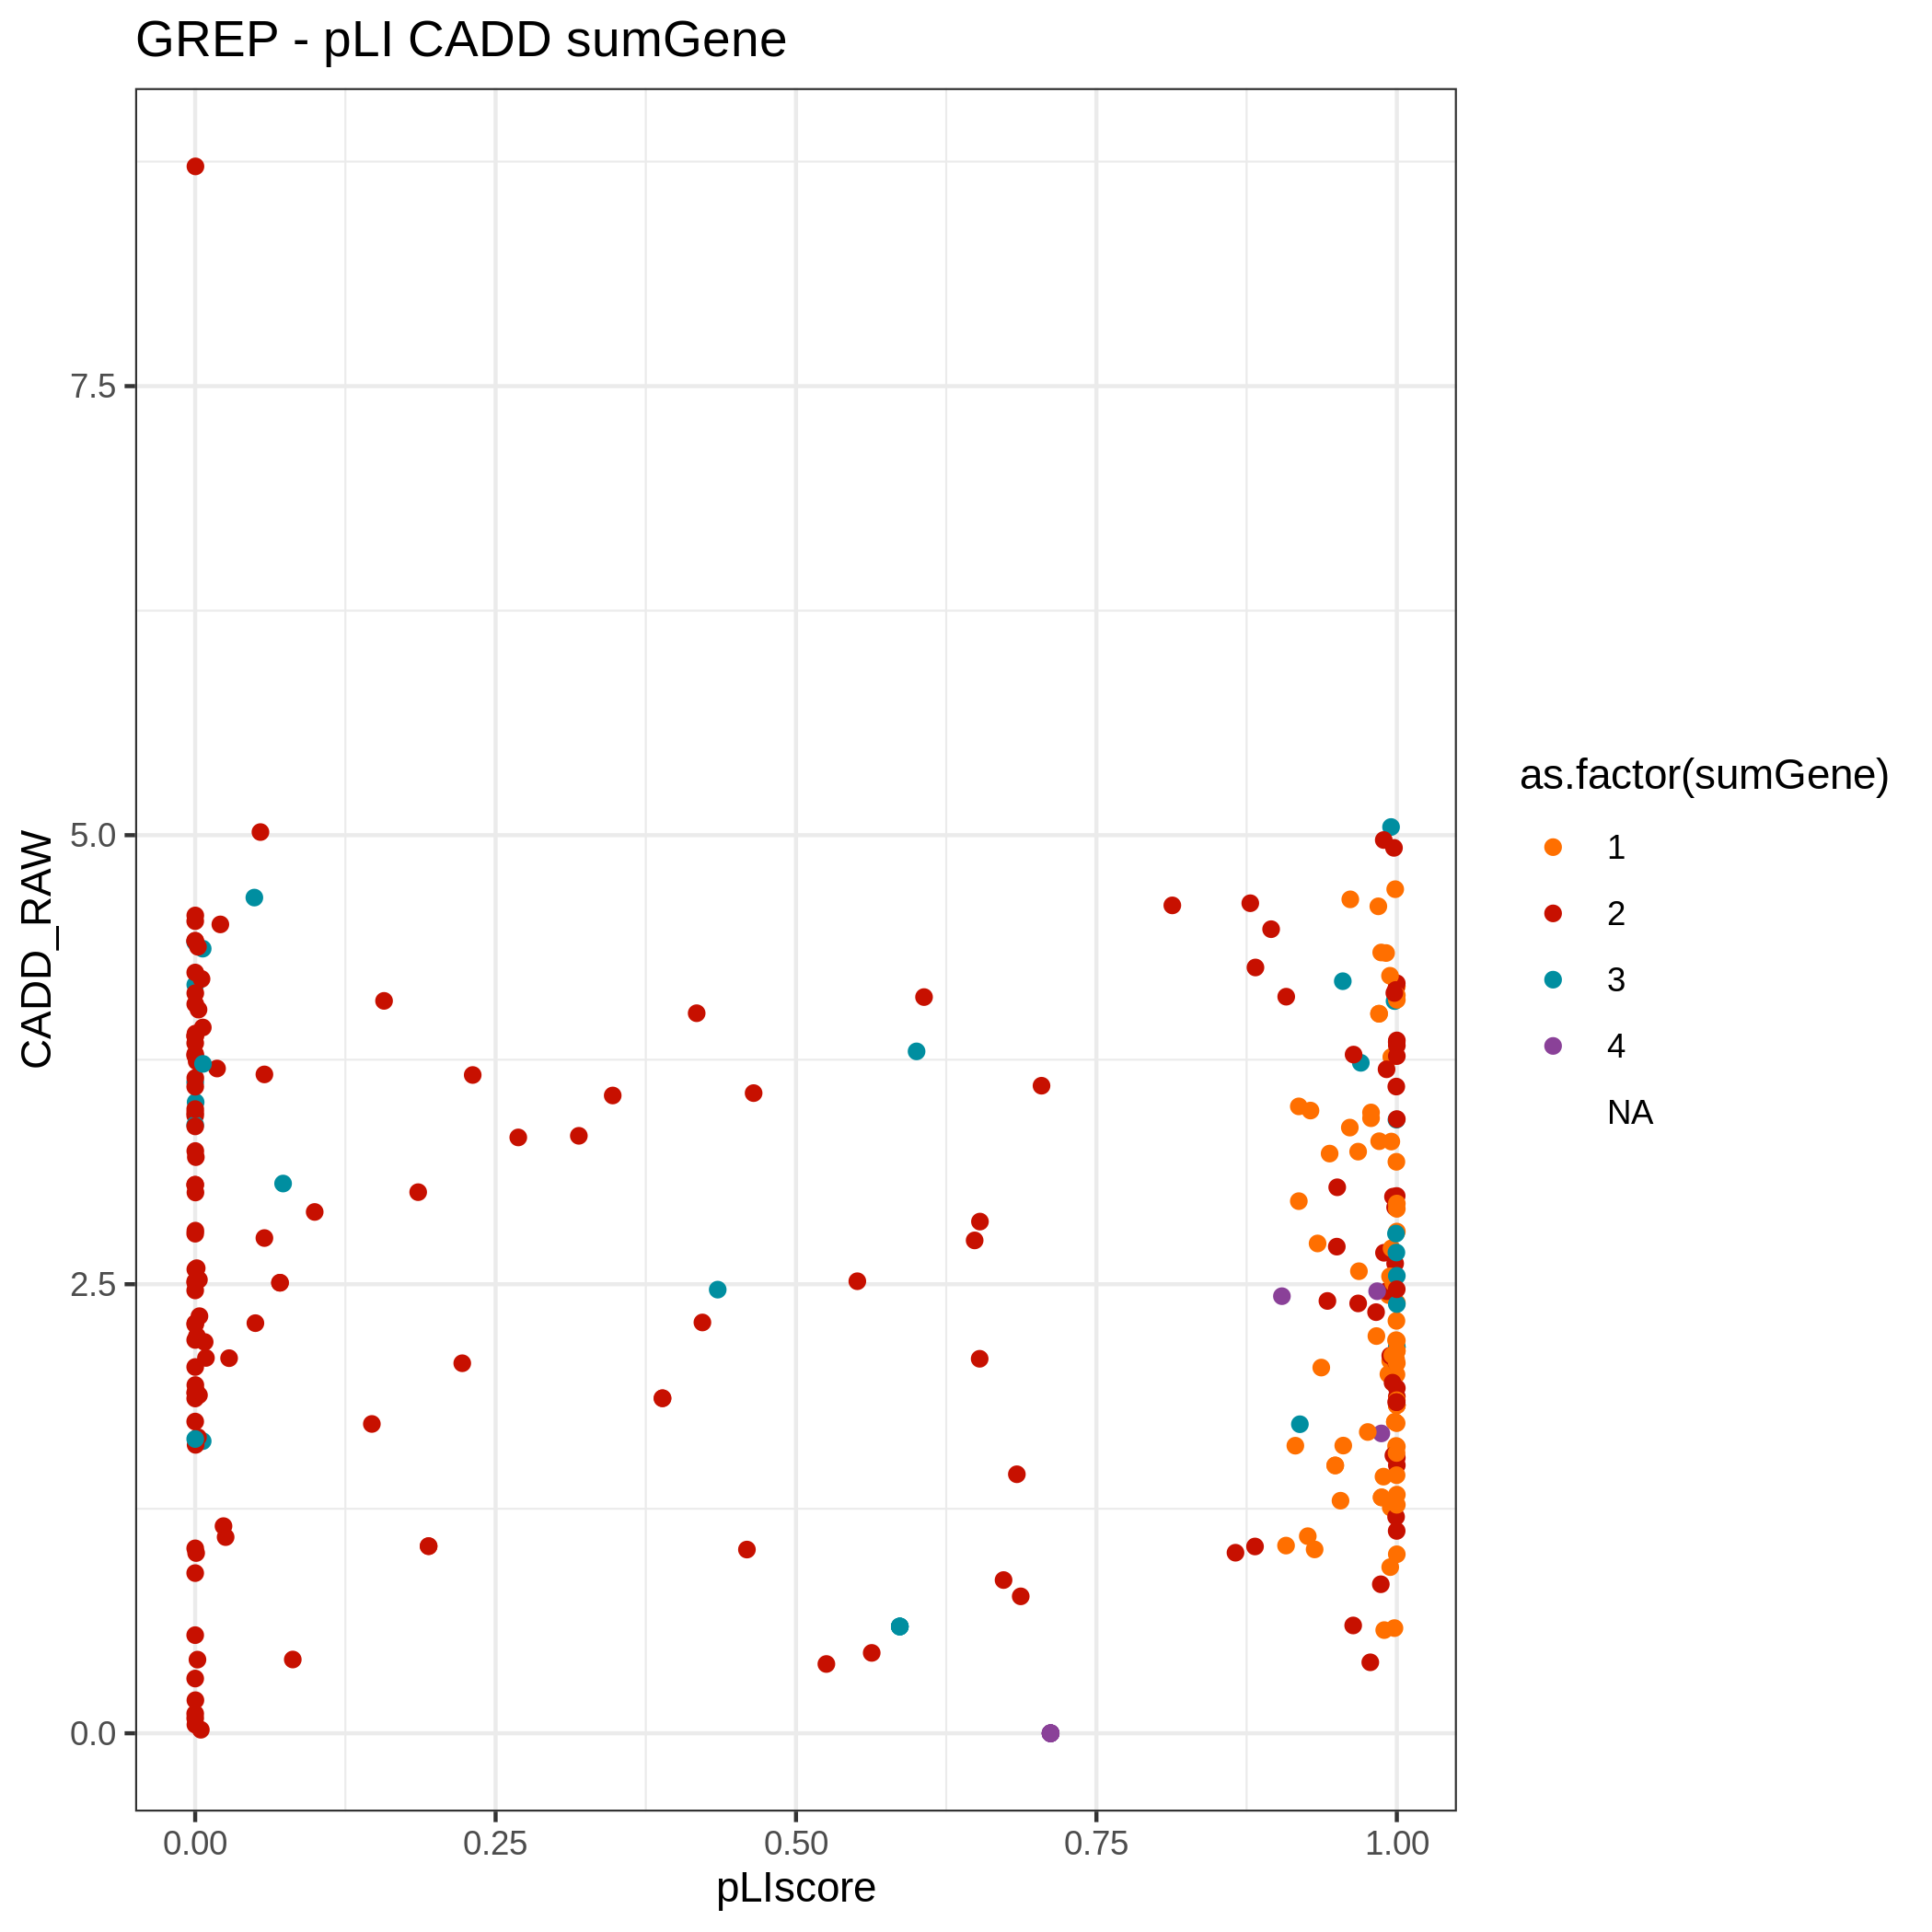 GREP - pLI CADD sumGene
CADD_RAW
7.5
5.0
2.5
0.0
0.00 0.25 0.50 0.75 1.00
pLIscore
as.factor(sumGene)
1
2
3
4
NA